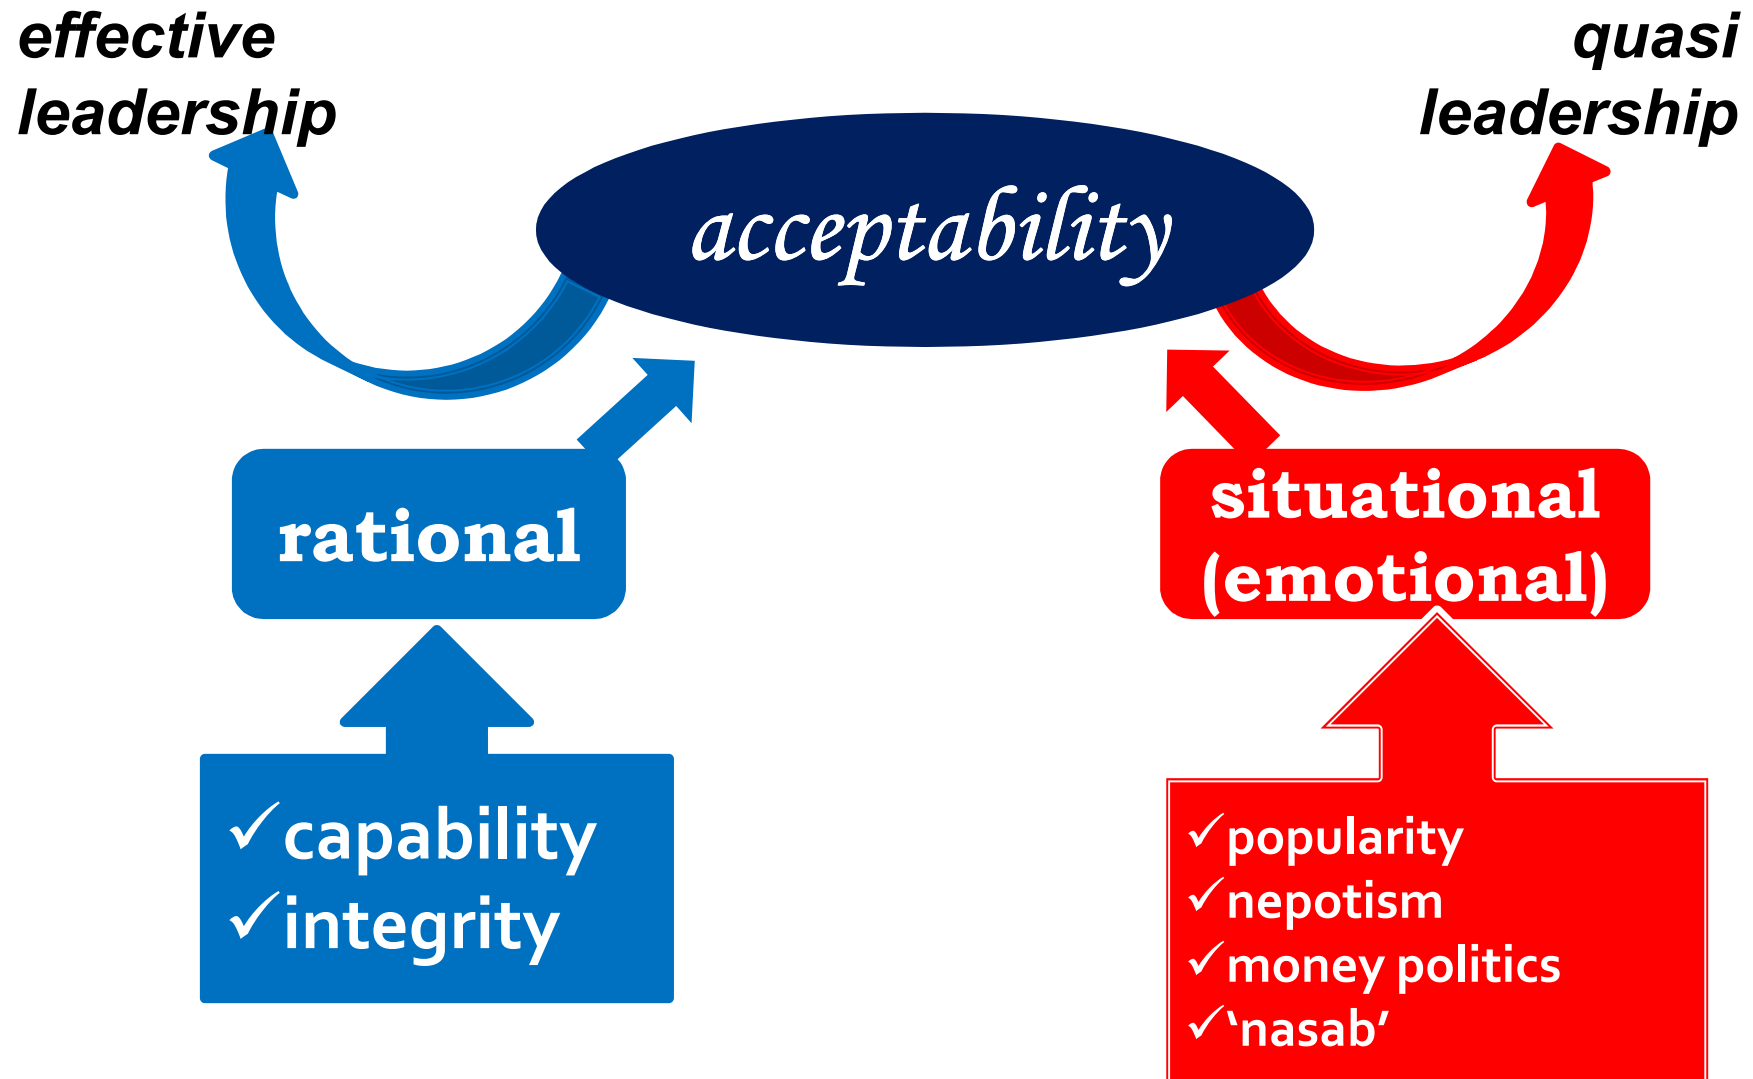 effective
leadership
quasi
leadership
acceptability
rational
situational
(emotional)
✓capability
✓integrity
✓popularity
✓nepotism
✓money politics
✓‘nasab’